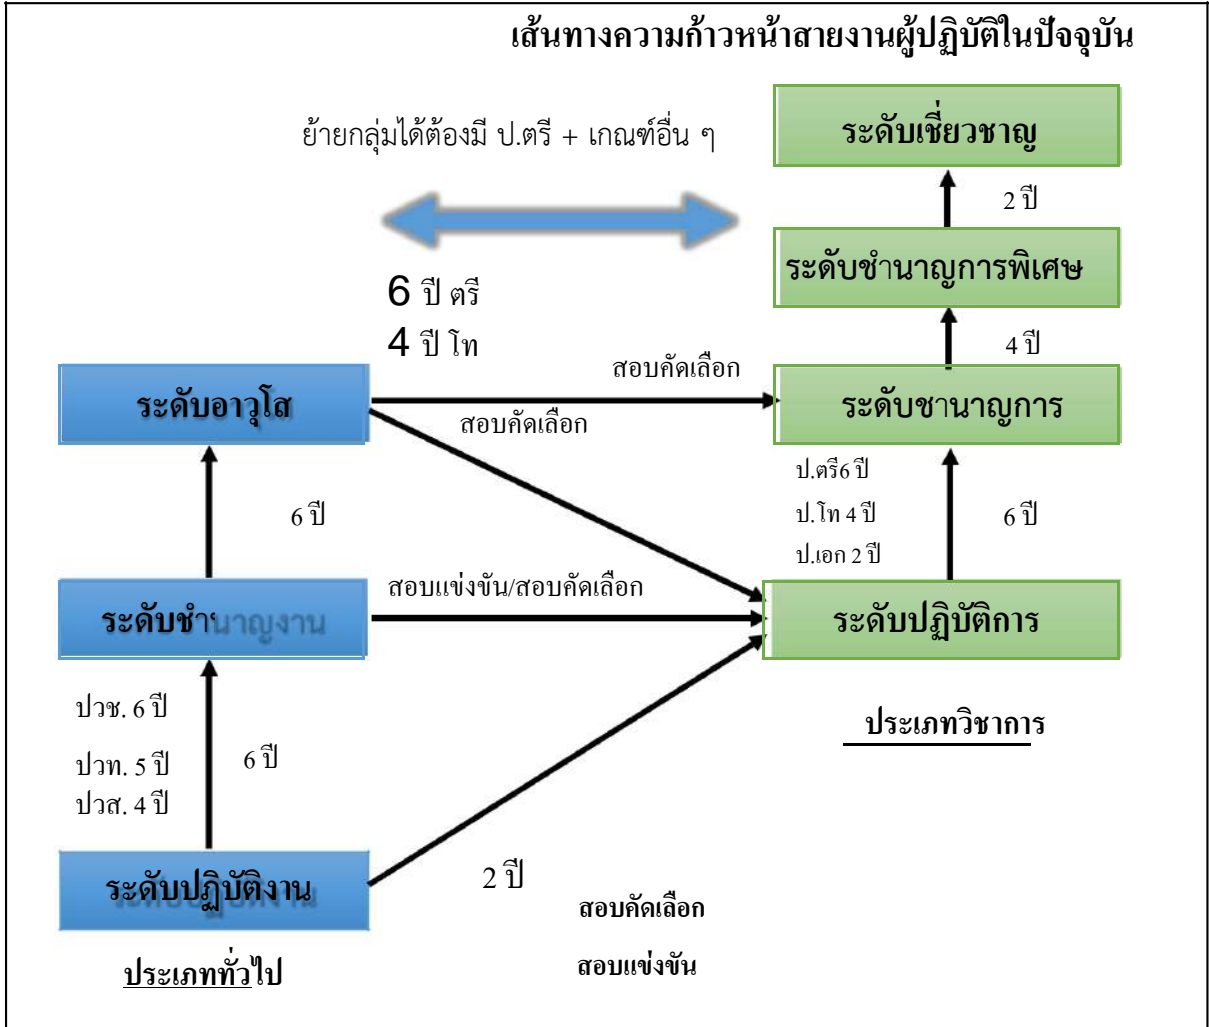 เส้นทางความก้าวหน้าสายงานผู้ปฏิบัติในปัจจุบัน
ย้ายกลุ่มได้ต้องมี ป.ตรี + เกณฑ์อื่น ๆ
ระดับเชี่ยวชาญ
2 ปี
ระดับชำนาญการพิเศษ
6 ปี ตรี
4 ปี โท
4 ปี
สอบคัดเลือก
ระดับอาวุโส
สอบคัดเลือก
ระดับชานาญการ
ป.ตรี6 ปี
ป.โท 4 ปี
ป.เอก 2 ปี
6 ปี
6 ปี
สอบแข่งขัน/สอบคัดเลือก
ระดับชำนาญงาน
ระดับปฏิบัติการ
ประเภทวิชาการ
ปวช. 6 ปี
ปวท. 5 ปี
ปวส. 4 ปี
6 ปี
ระดับปฏิบัติงาน
2 ปี
สอบคัดเลือก
สอบแข่งขัน
ประเภททั่วไป